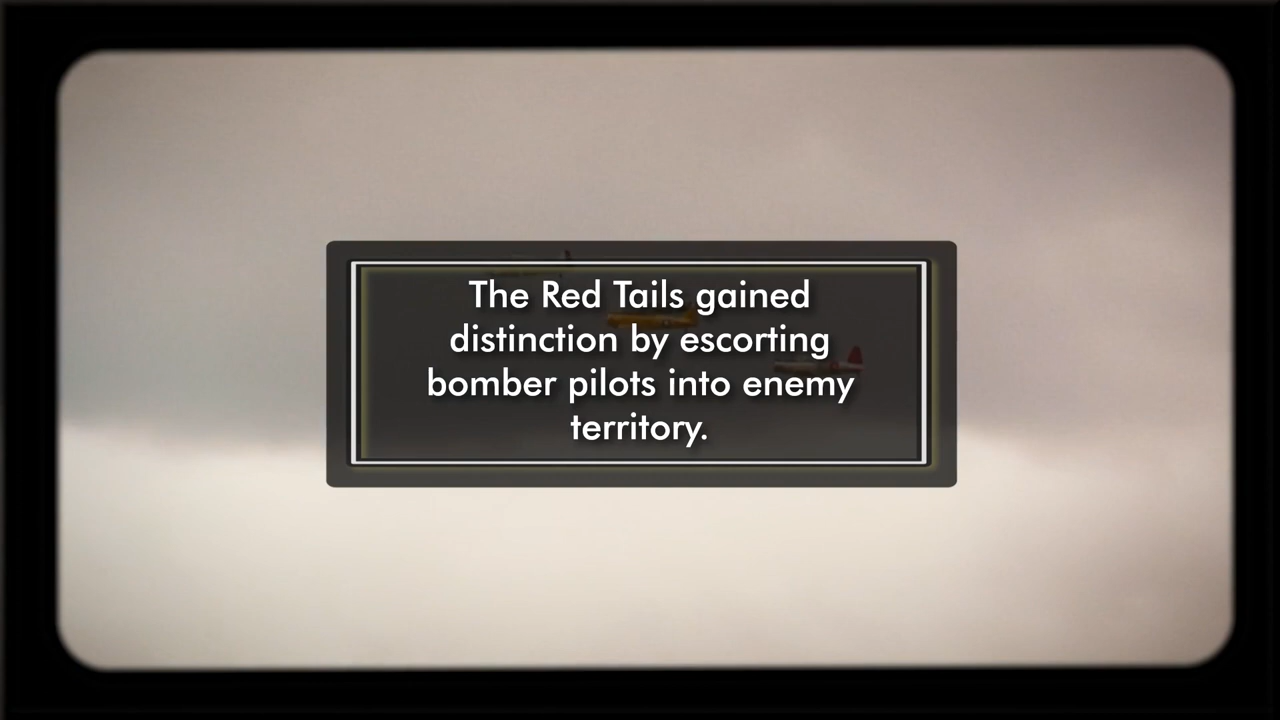 The Red Tails gained
distinction by escorting
bomber pilots into enemy
territory.